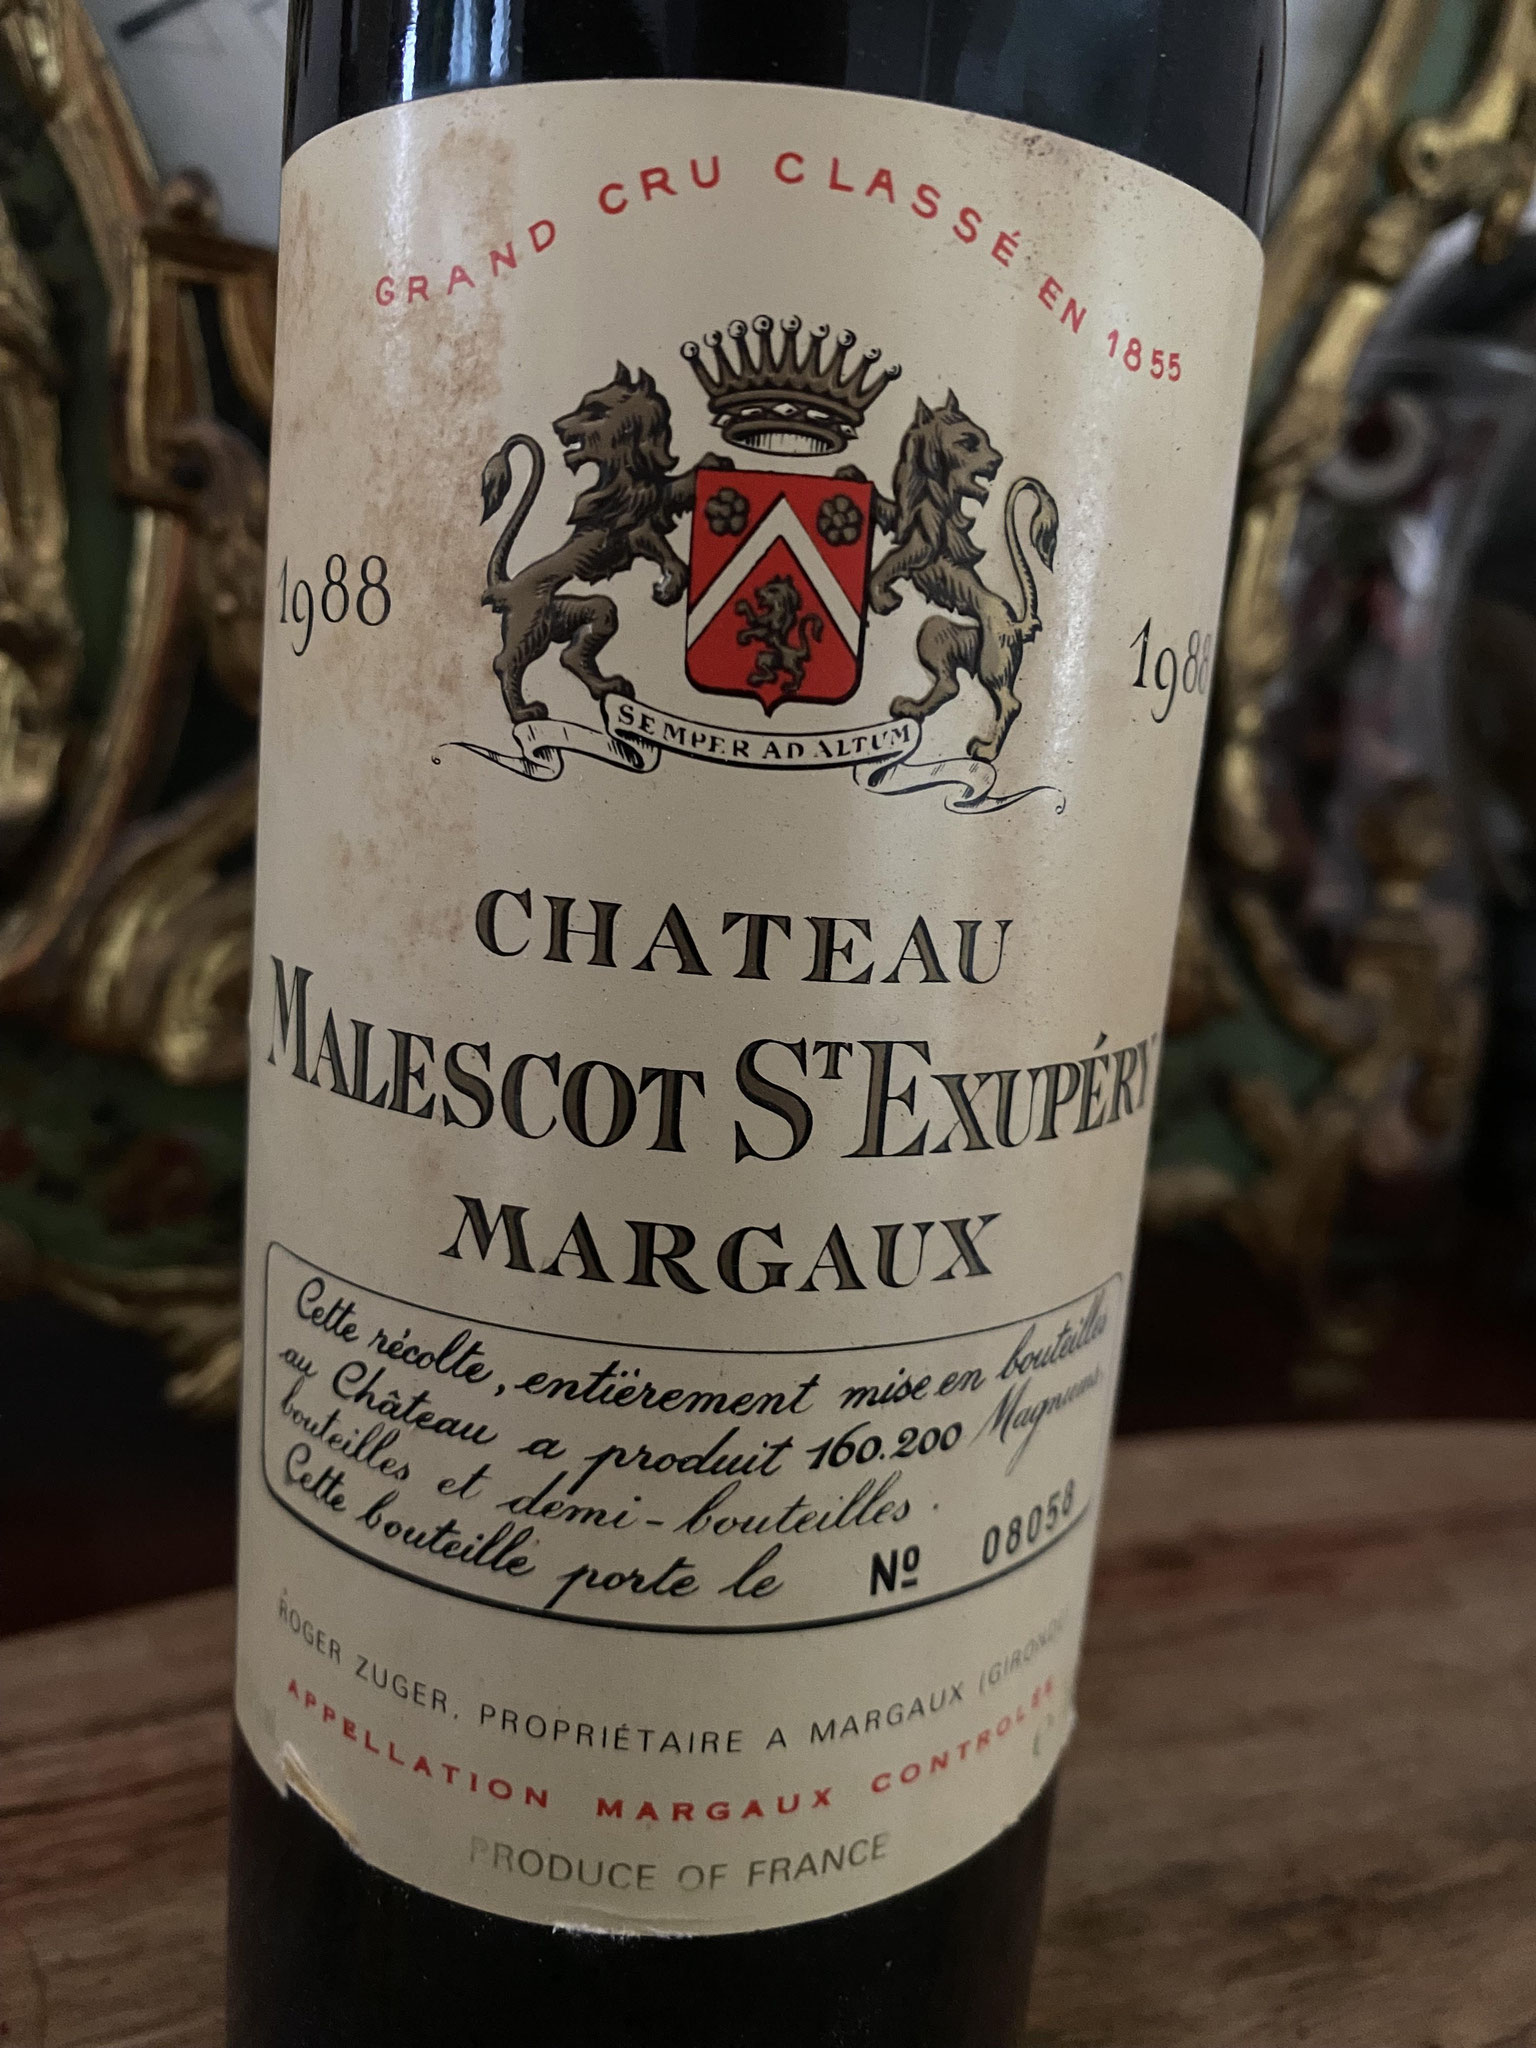 GRAND CRU CLASSÉ EN 1855
1988
1988
SEMPER AD ALTUM
CHATEAU
MALESCOT ST EXUPÉRY
MARGAUX
Cette récolte, entièrement mise en bouteilles
au Château a produit 160.200 Magnums
bouteilles et demi-bouteilles.
Cette bouteille porte le Nº 08058
ROGER ZUGER, PROPRIÉTAIRE A MARGAUX (GIRONDE
APPELLATION MARGAUX CONTROLÉE
PRODUCE OF FRANCE